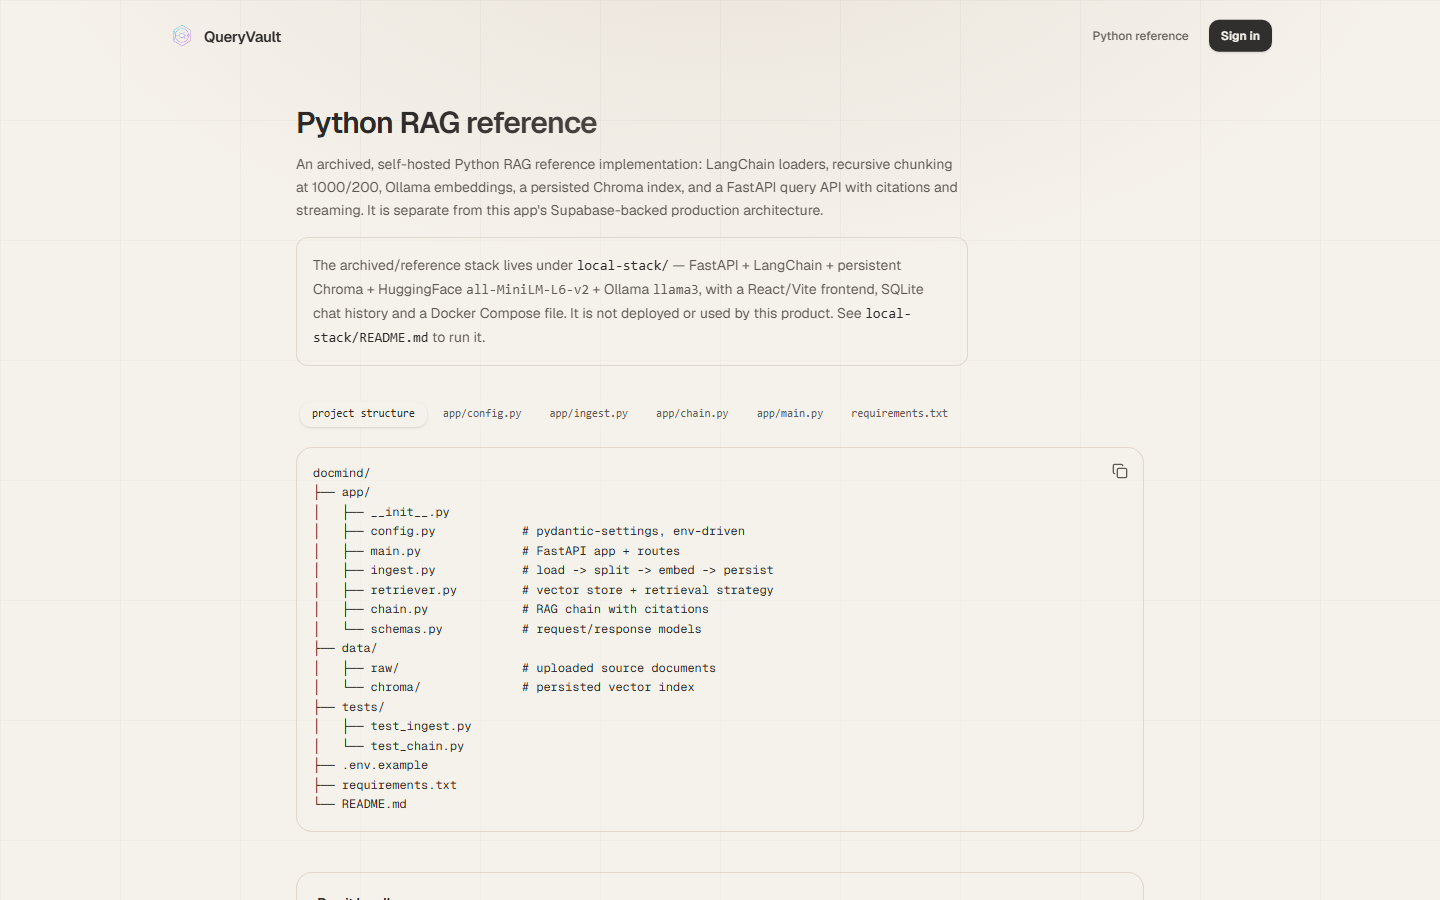 QueryVault
Python reference
Sign in
Python RAG reference
An archived, self-hosted Python RAG reference implementation: LangChain loaders, recursive chunking
at 1000/200, Ollama embeddings, a persisted Chroma index, and a FastAPI query API with citations and
streaming. It is separate from this app's Supabase-backed production architecture.
The archived/reference stack lives under local-stack/ — FastAPI + LangChain + persistent
Chroma + HuggingFace all-MiniLM-L6-v2 + Ollama llama3, with a React/Vite frontend, SQLite
chat history and a Docker Compose file. It is not deployed or used by this product. See local-
stack/README.md to run it.
project structure
app/config.py
app/ingest.py
app/chain.py
app/main.py
requirements.txt
docmind/
├── app/
│   ├── __init__.py
│   ├── config.py            # pydantic-settings, env-driven
│   ├── main.py              # FastAPI app + routes
│   ├── ingest.py            # load -> split -> embed -> persist
│   ├── retriever.py         # vector store + retrieval strategy
│   ├── chain.py             # RAG chain with citations
│   └── schemas.py           # request/response models
├── data/
│   ├── raw/                 # uploaded source documents
│   └── chroma/              # persisted vector index
├── tests/
│   ├── test_ingest.py
│   └── test_chain.py
├── .env.example
├── requirements.txt
└── README.md